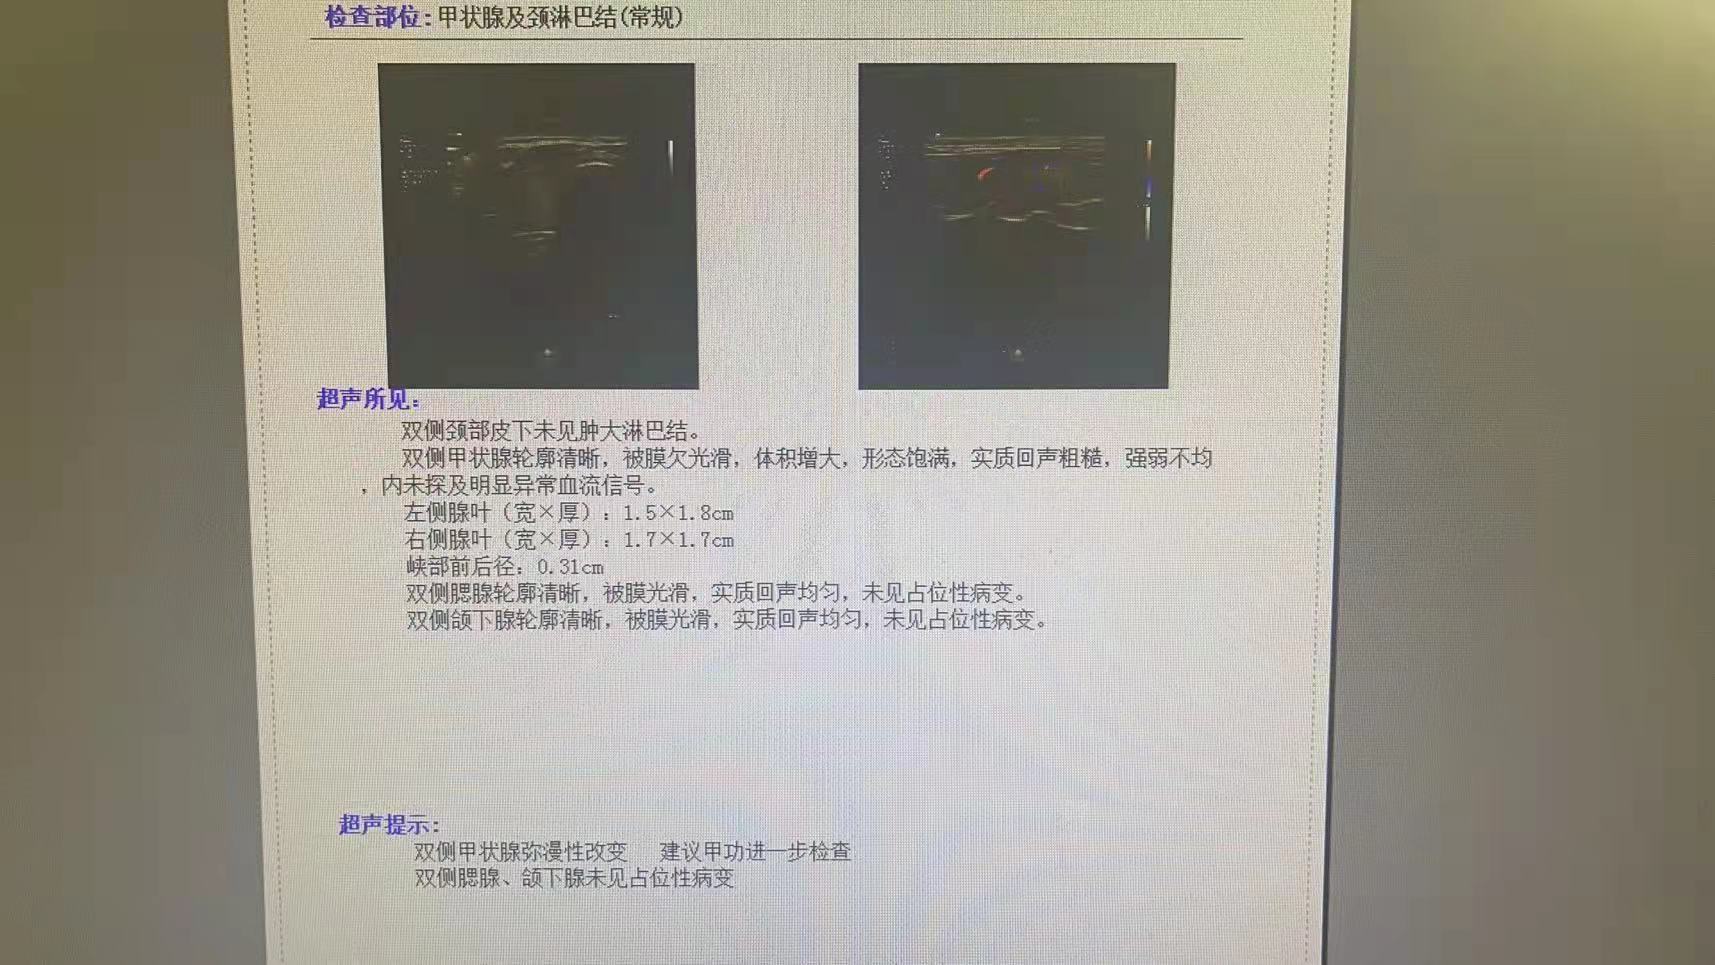 检查部位:甲状腺及颈淋巴结(常规)
超声所见:
双侧颈部皮下未见肿大淋巴结。
双侧甲状腺轮廓清晰，被膜欠光滑，体积增大，形态饱满，实质回声粗糙，强弱不均
，内未探及明显异常血流信号。
左侧腺叶（宽×厚）：1.5×1.8cm
右侧腺叶（宽×厚）：1.7×1.7cm
峡部前后径：0.31cm
双侧腮腺轮廓清晰，被膜光滑，实质回声均匀，未见占位性病变。
双侧颌下腺轮廓清晰，被膜光滑，实质回声均匀，未见占位性病变。
超声提示:
双侧甲状腺弥漫性改变 建议甲功进一步检查
双侧腮腺、颌下腺未见占位性病变